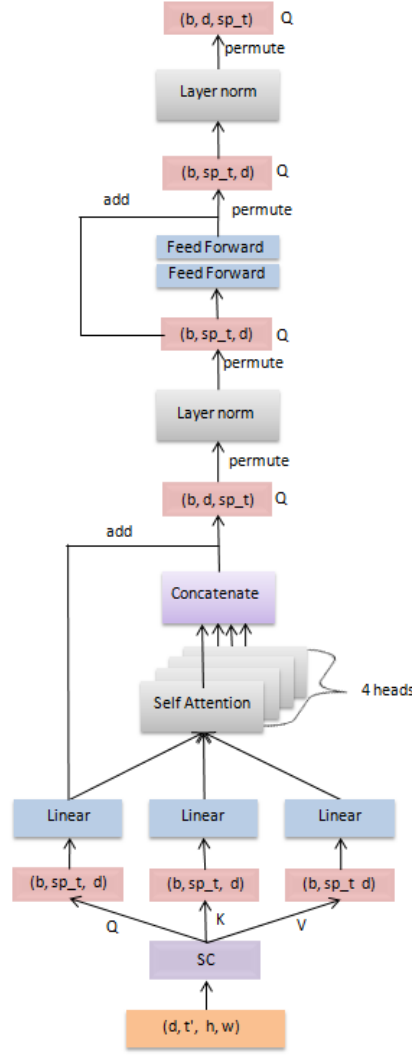 (b, d, sp_t) Q
permute
Layer norm
(b, sp_t, d) Q
add permute
Feed Forward
Feed Forward
(b, sp_t, d) Q
permute
Layer norm
permute
(b, d, sp_t) Q
add
Concatenate
Self Attention
4 heads
Linear Linear Linear
(b, sp_t, d) (b, sp_t, d) (b, sp_t d)
Q K V
SC
(d, t', h, w)